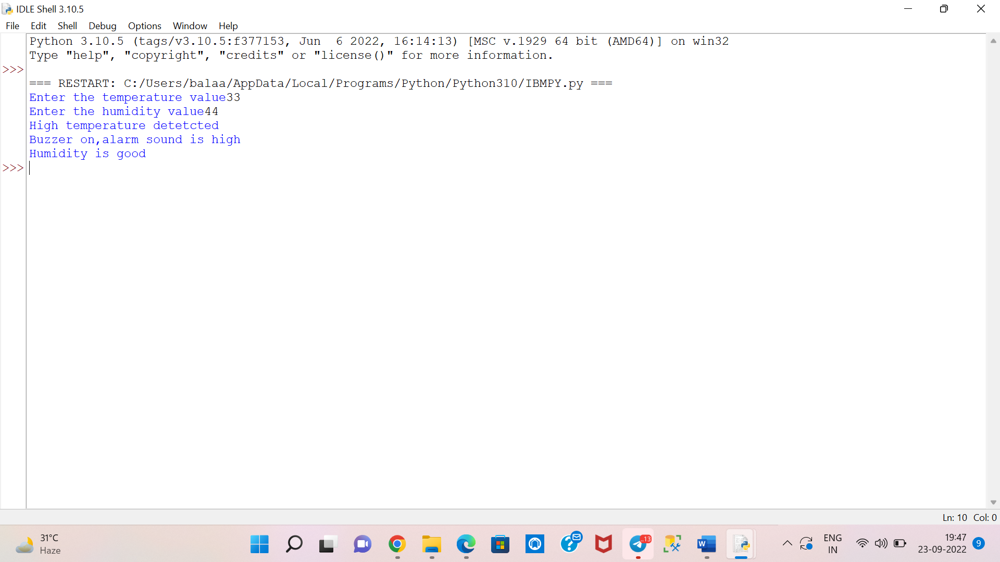 IDLE Shell 3.10.5
File Edit Shell Debug Options Window Help
Python 3.10.5 (tags/v3.10.5:f377153, Jun  6 2022, 16:14:13) [MSC v.1929 64 bit (AMD64)] on win32
Type "help", "copyright", "credits" or "license()" for more information.
>>>
=== RESTART: C:/Users/balaa/AppData/Local/Programs/Python/Python310/IBMPY.py ===
Enter the temperature value33
Enter the humidity value44
High temperature detetcted
Buzzer on,alarm sound is high
Humidity is good
>>>
Ln: 10 Col: 0
31°C
Haze
..13
ENG
IN
19:47
23-09-2022
9